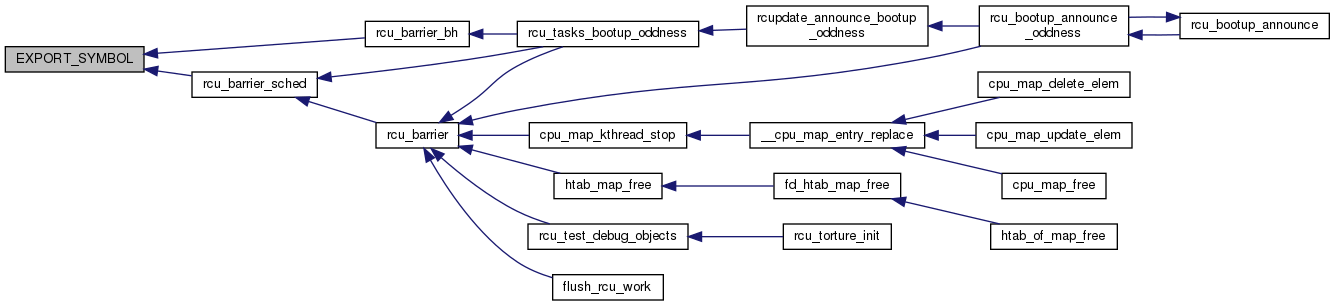 EXPORT_SYMBOL
rcu_barrier_bh
rcu_barrier_sched
rcu_barrier
rcu_tasks_bootup_oddness
rcupdate_announce_bootup
_oddness
rcu_bootup_announce
_oddness
rcu_bootup_announce
cpu_map_kthread_stop
__cpu_map_entry_replace
cpu_map_delete_elem
cpu_map_update_elem
cpu_map_free
htab_map_free
fd_htab_map_free
htab_of_map_free
rcu_test_debug_objects
rcu_torture_init
flush_rcu_work